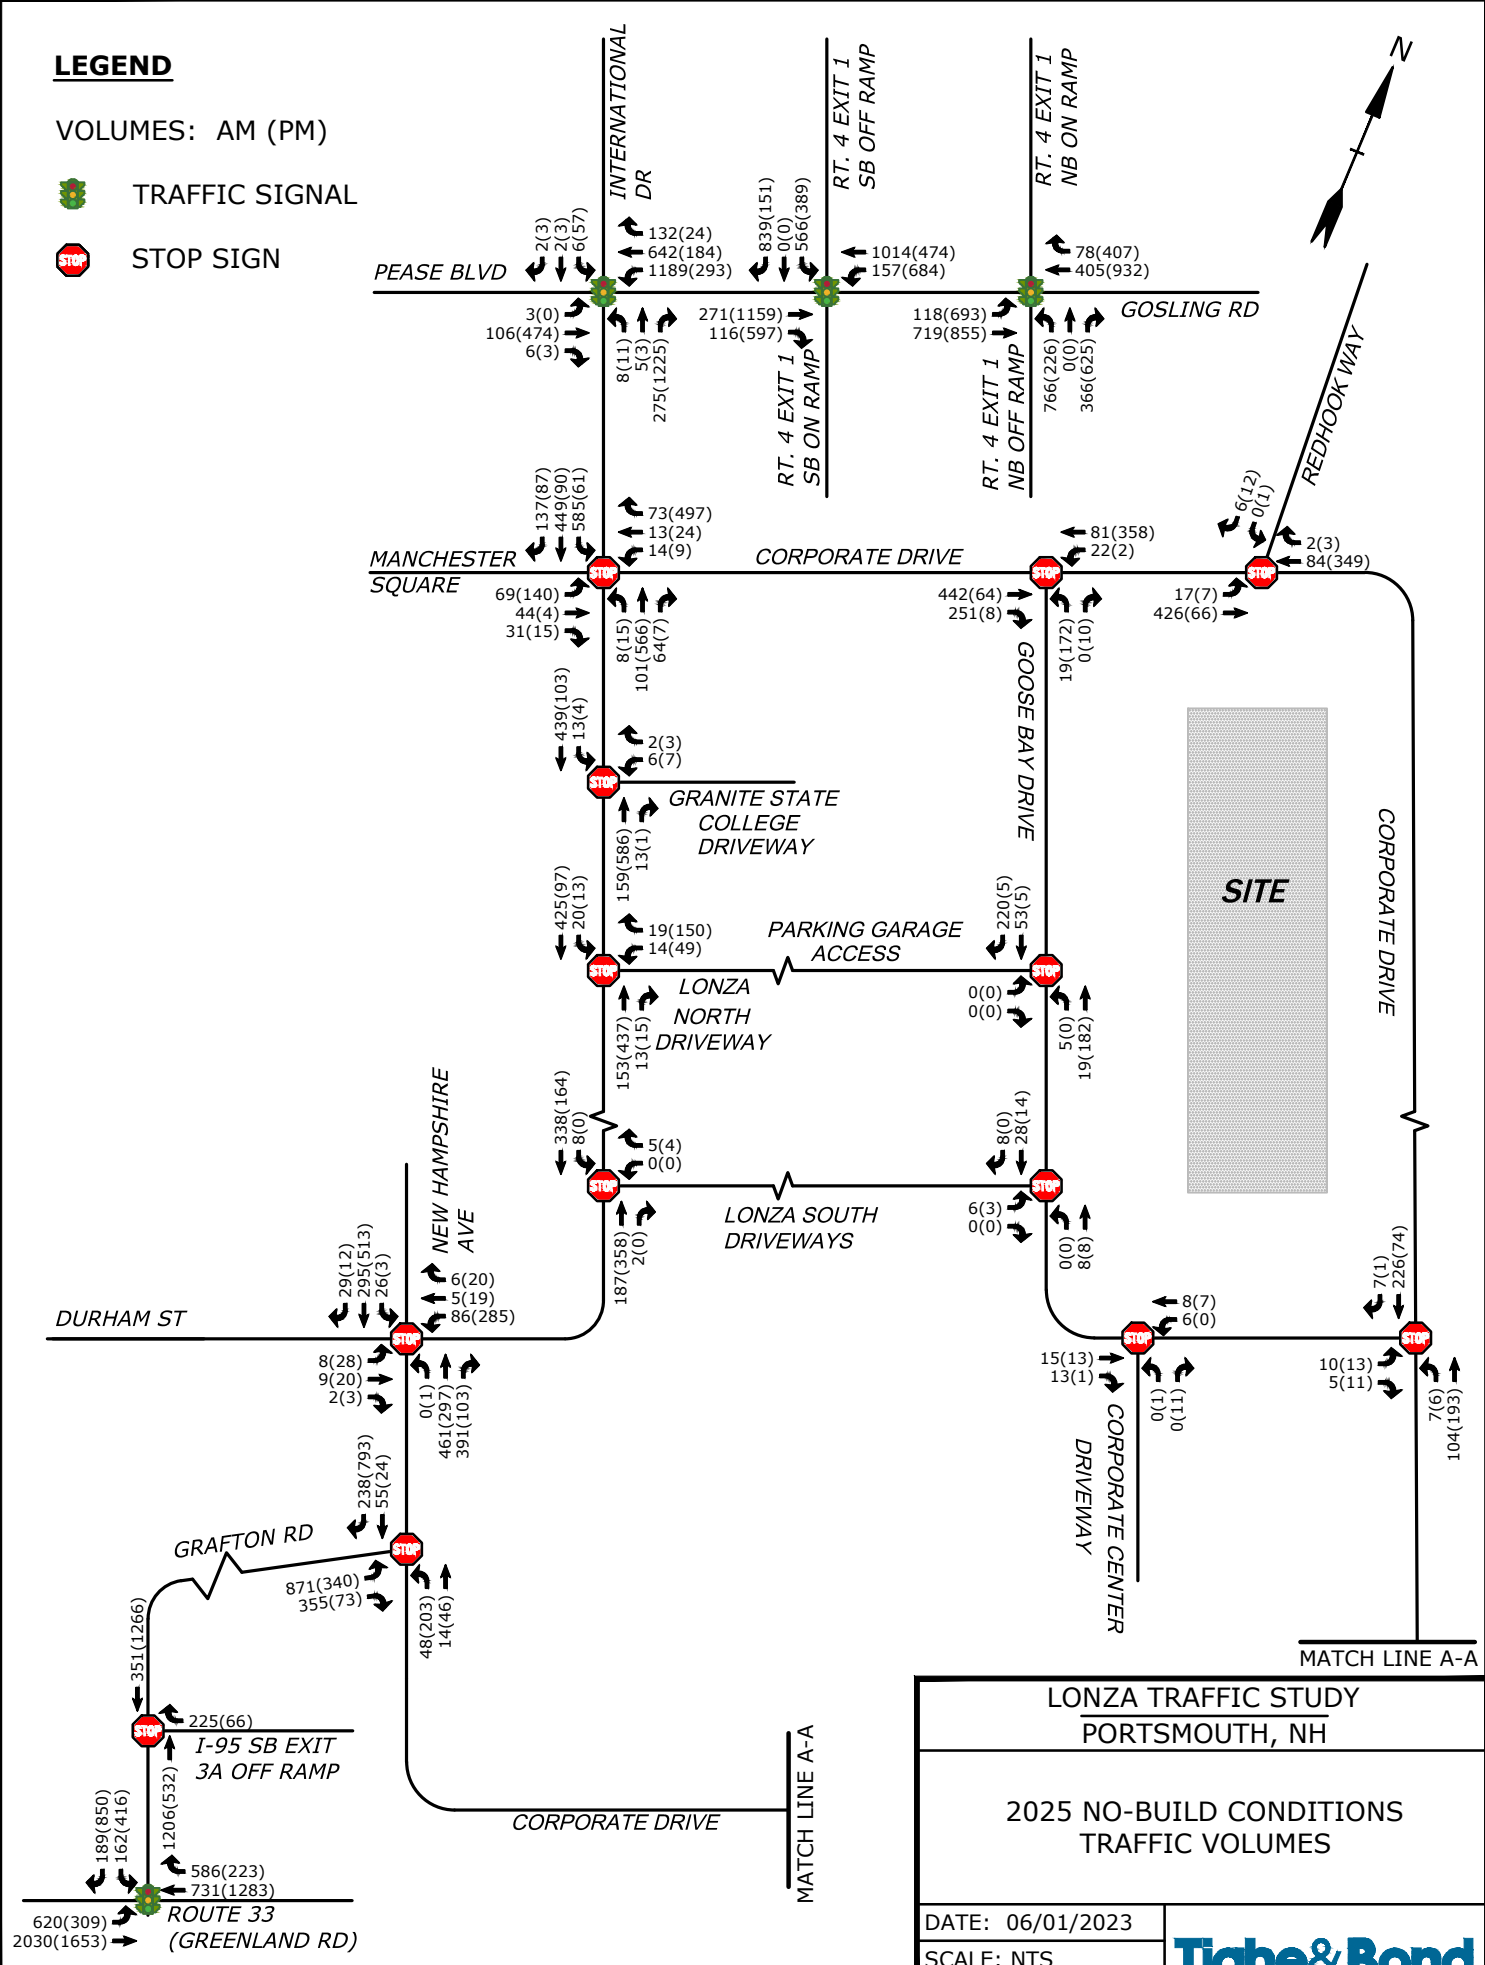 LEGEND
VOLUMES: AM (PM)
TRAFFIC SIGNAL
STOP
STOP SIGN
INTERNATIONAL
DR
RT. 4 EXIT 1
SB OFF RAMP
RT. 4 EXIT 1
NB ON RAMP
N
2(3)
2(3)
6(57)
132(24)
642(184)
1189(293)
PEASE BLVD
3(0)
106(474)
6(3)
8(11)
5(3)
275(1225)
839(151)
0(0)
566(389)
1014(474)
157(684)
271(1159)
116(597)
RT. 4 EXIT 1
SB ON RAMP
78(407)
405(932)
GOSLING RD
118(693)
719(855)
RT. 4 EXIT 1
NB OFF RAMP
766(226)
0(0)
366(625)
REDHOOK WAY
137(87)
449(90)
585(61)
73(497)
13(24)
14(9)
MANCHESTER
SQUARE
STOP
CORPORATE DRIVE
69(140)
44(4)
31(15)
8(15)
101(566)
64(7)
81(358)
22(2)
STOP
442(64)
251(8)
19(172)
0(10)
6(12)
0(1)
2(3)
84(349)
STOP
17(7)
426(66)
GOOSE BAY DRIVE
439(103)
13(4)
2(3)
6(7)
STOP
GRANITE STATE
COLLEGE
DRIVEWAY
159(586)
13(1)
SITE
CORPORATE DRIVE
425(97)
20(13)
19(150)
14(49)
STOP
PARKING GARAGE
ACCESS
LONZA
NORTH
DRIVEWAY
153(437)
13(15)
220(5)
53(5)
STOP
0(0)
0(0)
5(0)
19(182)
338(164)
8(0)
5(4)
0(0)
STOP
LONZA SOUTH
DRIVEWAYS
187(358)
2(0)
8(0)
28(14)
STOP
6(3)
0(0)
0(0)
8(8)
NEW HAMPSHIRE
AVE
29(12)
295(513)
26(3)
6(20)
5(19)
86(285)
DURHAM ST
STOP
8(28)
9(20)
2(3)
0(1)
461(297)
391(103)
8(7)
6(0)
STOP
15(13)
13(1)
0(1)
0(11)
CORPORATE CENTER
DRIVEWAY
7(1)
226(74)
STOP
10(13)
5(11)
7(6)
104(193)
MATCH LINE A-A
238(793)
55(24)
GRAFTON RD
STOP
871(340)
355(73)
48(203)
14(46)
351(1266)
STOP
225(66)
I-95 SB EXIT
3A OFF RAMP
1206(532)
189(850)
162(416)
586(223)
731(1283)
620(309)
2030(1653)
ROUTE 33
(GREENLAND RD)
CORPORATE DRIVE
MATCH LINE A-A
LONZA TRAFFIC STUDY
PORTSMOUTH, NH
2025 NO-BUILD CONDITIONS
TRAFFIC VOLUMES
DATE: 06/01/2023
SCALE: NTS
Tighe&Bond